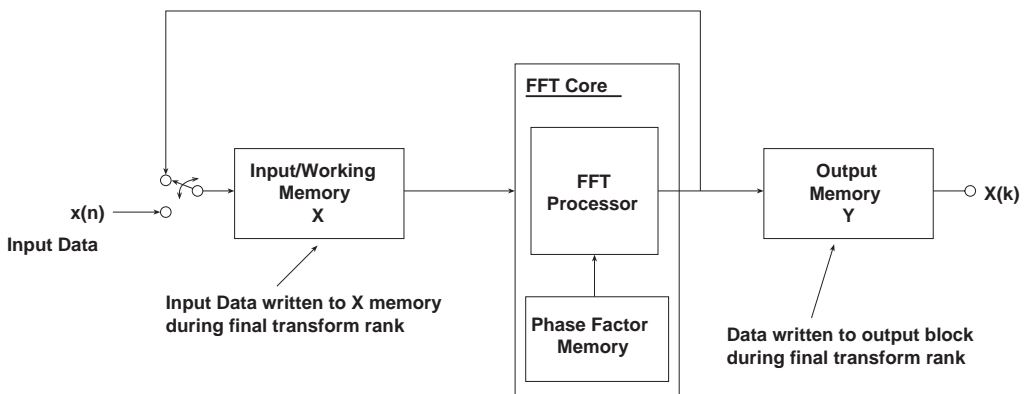 FFT Core
Input/Working
Memory
X
FFT
Processor
Output
Memory
Y
X(k)
x(n)
Input Data
Input Data written to X memory
during final transform rank
Phase Factor
Memory
Data written to output block
during final transform rank